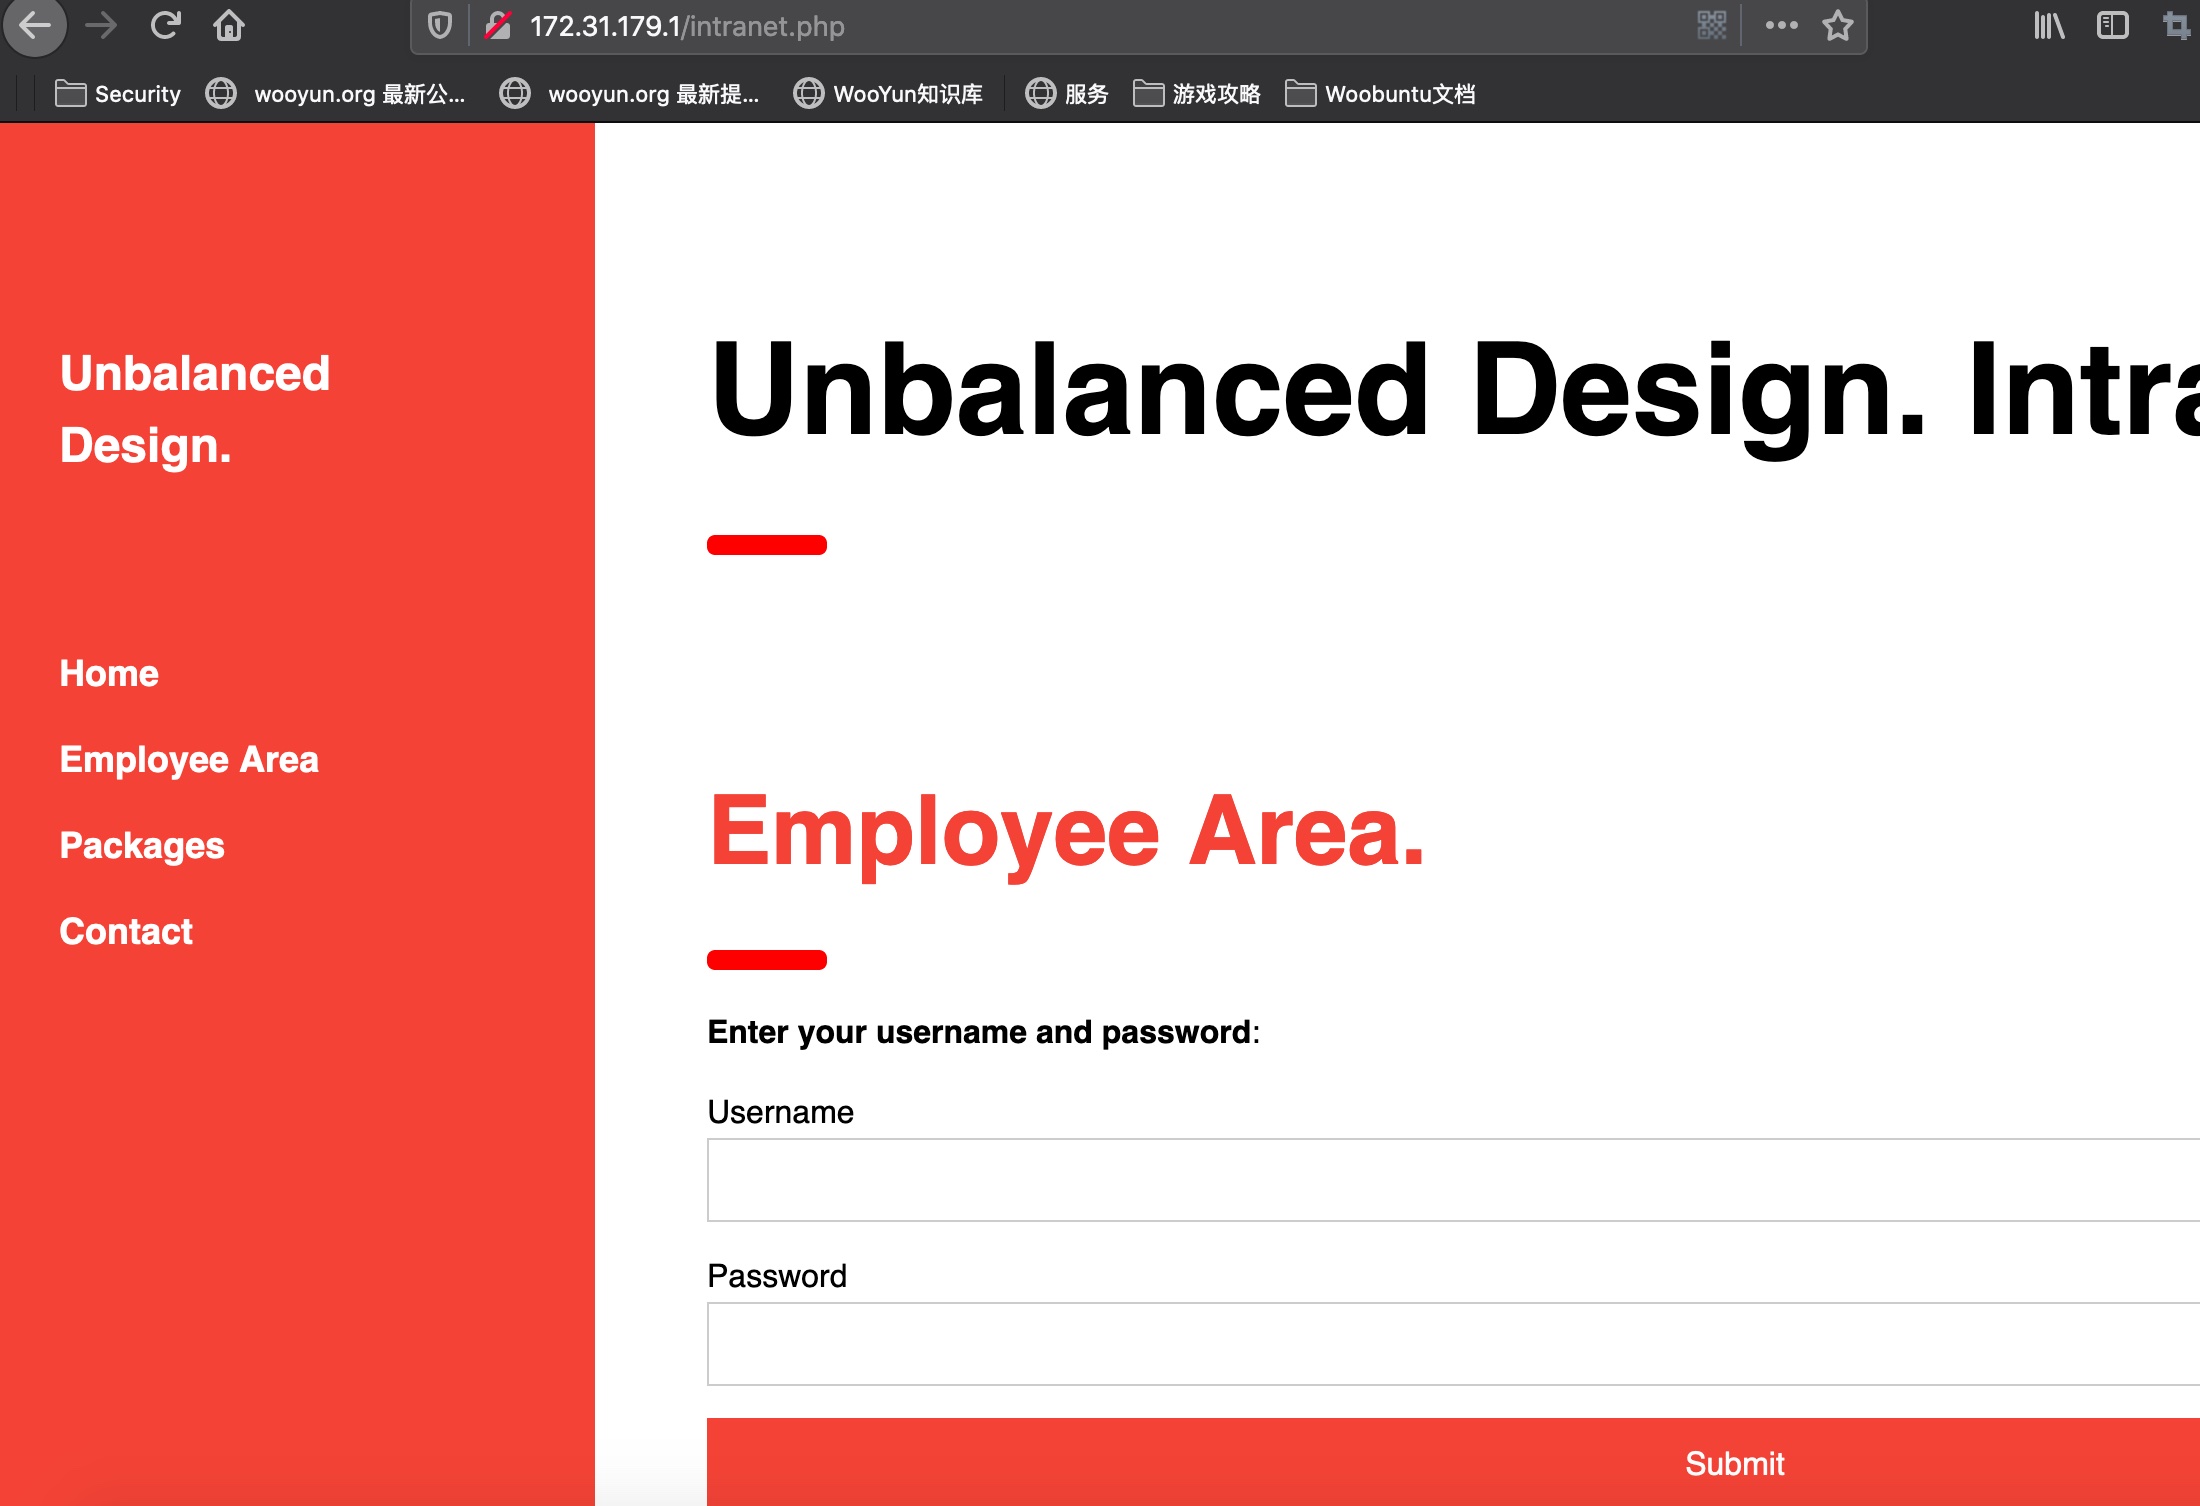 172.31.179.1/intranet.php
Security wooyun.org 最新公... wooyun.org 最新提... WooYun知识库 服务 游戏攻略 Woobuntu文档
Unbalanced
Design.
Home
Employee Area
Packages
Contact
Unbalanced Design. Intra
Employee Area.
Enter your username and password:
Username
Password
Submit